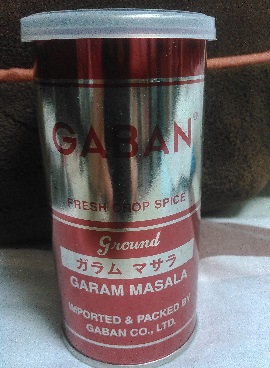 GABAN®
FRESH CROP SPICE
Ground
ガラム マサラ
GARAM MASALA
IMPORTED & PACKED BY
GABAN CO., LTD.